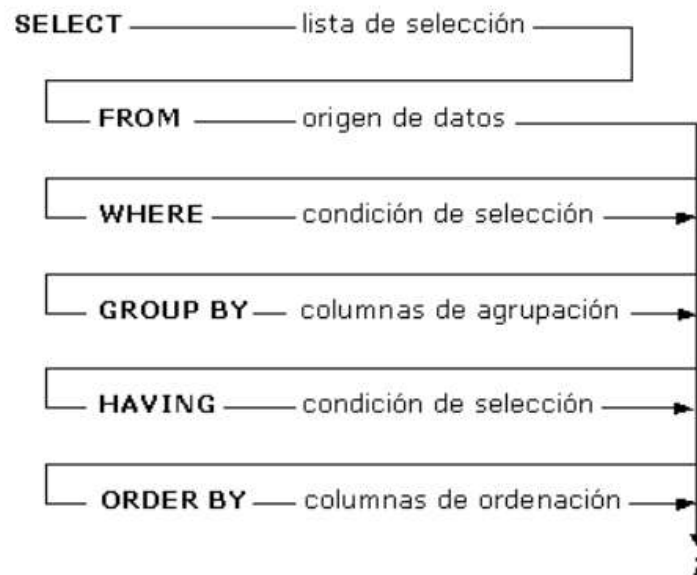 SELECT lista de selección
FROM origen de datos
WHERE condición de selección
GROUP BY columnas de agrupación
HAVING condición de selección
ORDER BY columnas de ordenación